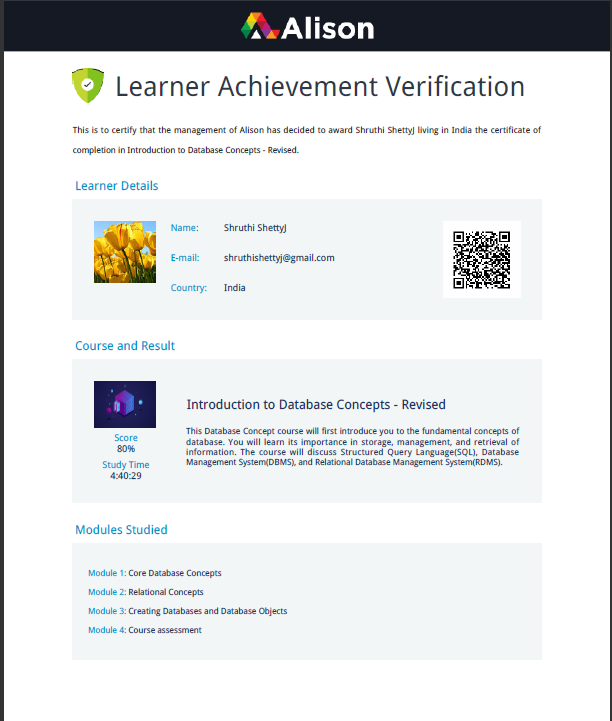 Alison
Learner Achievement Verification
This is to certify that the management of Alison has decided to award Shruthi ShettyJ living in India the certificate of
completion in Introduction to Database Concepts - Revised.
Learner Details
Name: Shruthi ShettyJ
E-mail: shruthishettyj@gmail.com
Country: India
Course and Result
Introduction to Database Concepts - Revised
This Database Concept course will first introduce you to the fundamental concepts of
database. You will learn its importance in storage, management, and retrieval of
information. The course will discuss Structured Query Language(SQL), Database
Management System(DBMS), and Relational Database Management System(RDMS).
Score
80%
Study Time
4:40:29
Modules Studied
Module 1: Core Database Concepts
Module 2: Relational Concepts
Module 3: Creating Databases and Database Objects
Module 4: Course assessment